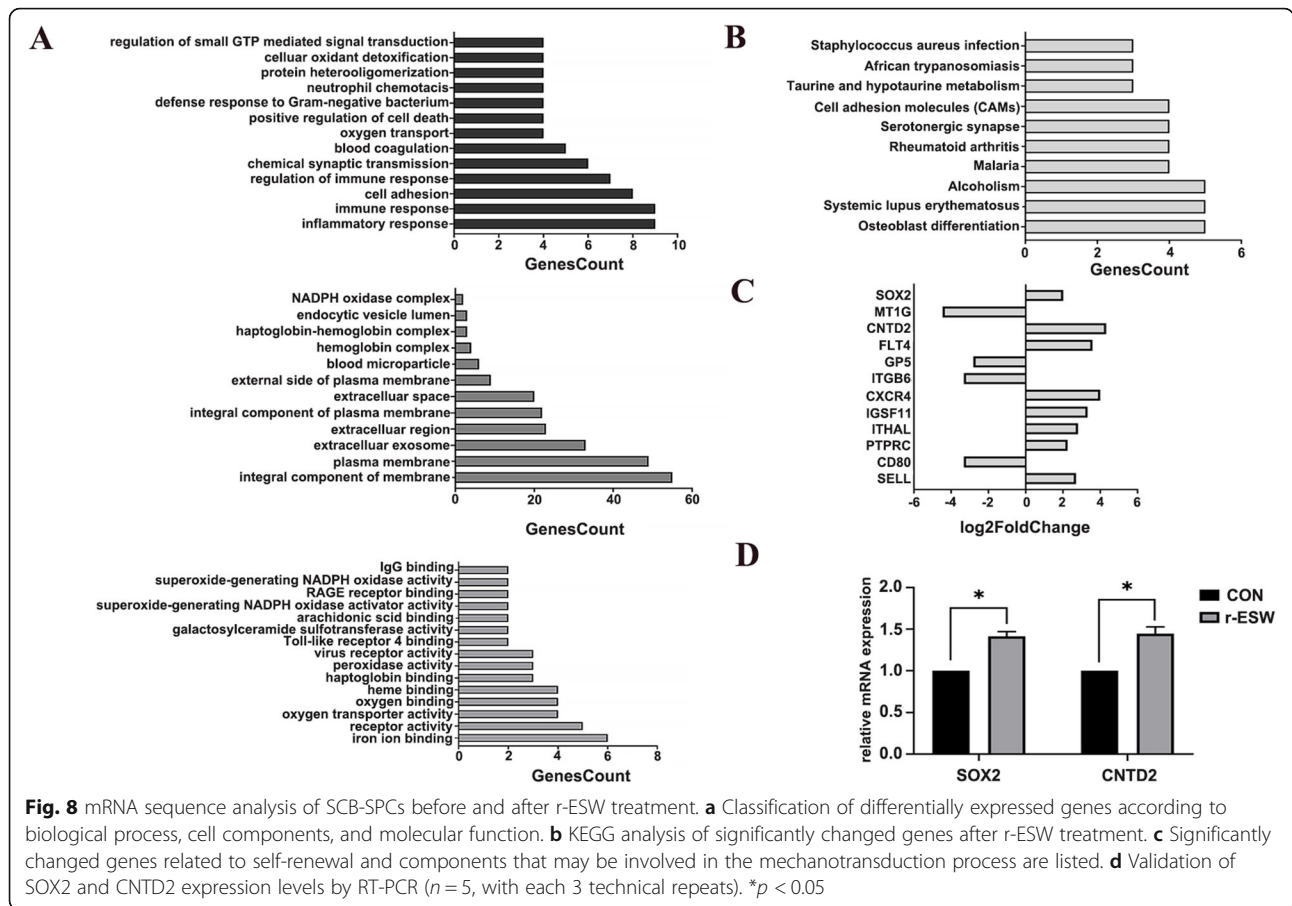 A
regulation of small GTP mediated signal transduction
celluar oxidant detoxification
protein heterooligomerization
neutrophil chemotacis
defense response to Gram-negative bacterium
positive regulation of cell death
oxygen transport
blood coagulation
chemical synaptic transmission
regulation of immune response
cell adhesion
immune response
inflammatory response
0 2 4 6 8 10
GenesCount
NADPH oxidase complex
endocytic vesicle lumen
haptoglobin-hemoglobin complex
hemoglobin complex
blood microparticle
external side of plasma membrane
extracelluar space
integral component of plasma membrane
extracelluar region
extracelluar exosome
plasma membrane
integral component of membrane
0 20 40 60
GenesCount
IgG binding
superoxide-generating NADPH oxidase activity
RAGE receptor binding
superoxide-generating NADPH oxidase activator activity
arachidonic scid binding
galactosylceramide sulfotransferase activity
Toll-like receptor 4 binding
virus receptor activity
peroxidase activity
haptoglobin binding
heme binding
oxygen binding
oxygen transporter activity
receptor activity
iron ion binding
0 2 4 6 8
GenesCount
B
Staphylococcus aureus infection
African trypanosomiasis
Taurine and hypotaurine metabolism
Cell adhesion molecules (CAMs)
Serotonergic synapse
Rheumatoid arthritis
Malaria
Alcoholism
Systemic lupus erythematosus
Osteoblast differentiation
0 2 4 6
GenesCount
C
SOX2
MT1G
CNTD2
FLT4
GP5
ITGB6
CXCR4
IGSF11
ITHAL
PTPRC
CD80
SELL
-6 -4 -2 0 2 4 6
log2FoldChange
D
relative mRNA expression
2.0
1.5
1.0
0.5
0.0
* *
CON
r-ESW
SOX2 CNTD2
Fig. 8 mRNA sequence analysis of SCB-SPCs before and after r-ESW treatment. a Classification of differentially expressed genes according to
biological process, cell components, and molecular function. b KEGG analysis of significantly changed genes after r-ESW treatment. c Significantly
changed genes related to self-renewal and components that may be involved in the mechanotransduction process are listed. d Validation of
SOX2 and CNTD2 expression levels by RT-PCR (n = 5, with each 3 technical repeats). *p < 0.05